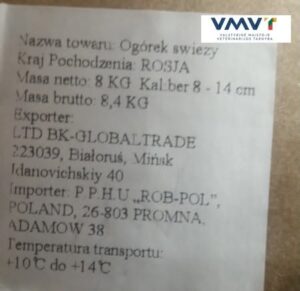 VMVT
VALSTYBINĖ MAISTO IR
VETERINARIJOS TARNYBA
Nazwa towaru: Ogórek świeży
Kraj Pochodzenia: ROSJA
Masa netto: 8 KG Kaliber 8 - 14 cm
Masa brutto: 8,4 KG
Exporter:
LTD BK-GLOBALTRADE
223039, Białoruś, Mińsk
Idanovichskiy 40
Importer: P.P.H.U „ROB-POL”,
POLAND, 26-803 PROMNA,
ADAMOW 38
Temperatura transportu:
+10℃ do +14℃